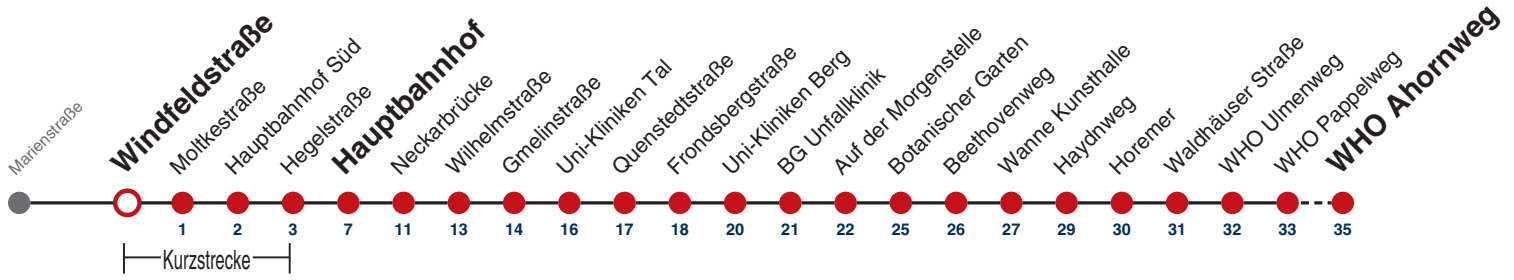 Marienstraße
Windfeldstraße
Moltkestraße
Hauptbahnhof Süd
Hegelstraße
Hauptbahnhof
Neckarbrücke
Wilhelmstraße
Gmelinstraße
Uni-Kliniken Tal
Quenstedtstraße
Frondsbergstraße
Uni-Kliniken Berg
BG Unfallklinik
Auf der Morgenstelle
Botanischer Garten
Beethovenweg
Wanne Kunsthalle
Haydnweg
Horemer
Waldhäuser Straße
WHO Ulmenweg
WHO Pappelweg
WHO Ahornweg
1 2 3 7 11 13 14 16 17 18 20 21 22 25 26 27 29 30 31 32 33 35
Kurzstrecke